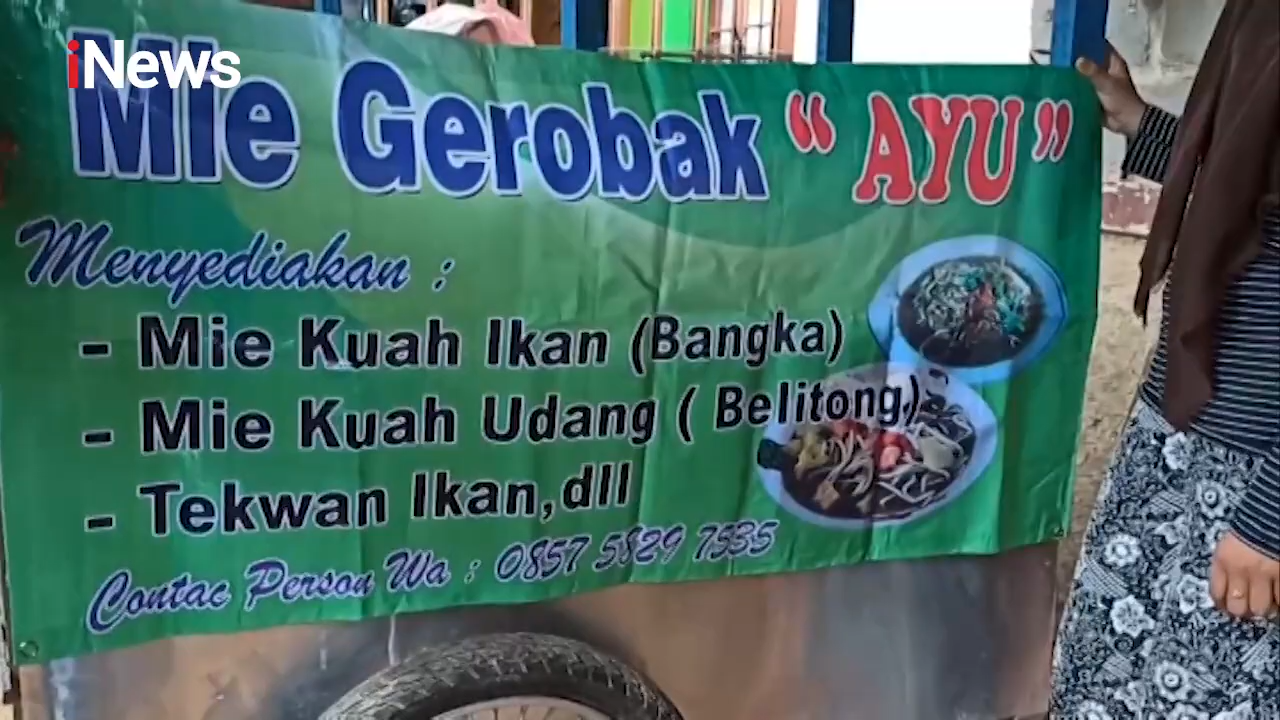 iNews
Mie Gerobak “ AYU ”
Menyediakan :
- Mie Kuah Ikan (Bangka)
- Mie Kuah Udang ( Belitong)
- Tekwan Ikan,dll
Contac Person Wa : 0857 5829 7535